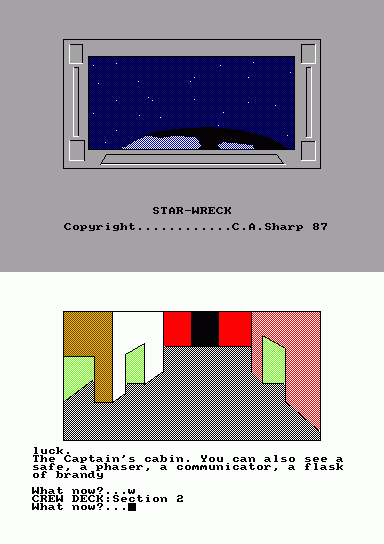 STAR-WRECK
Copyright............C.A.Sharp 87
luck.
The Captain's cabin. You can also see a
safe, a phaser, a communicator, a flask
of brandy
What now?...w
CREW DECK:Section 2
What now?...